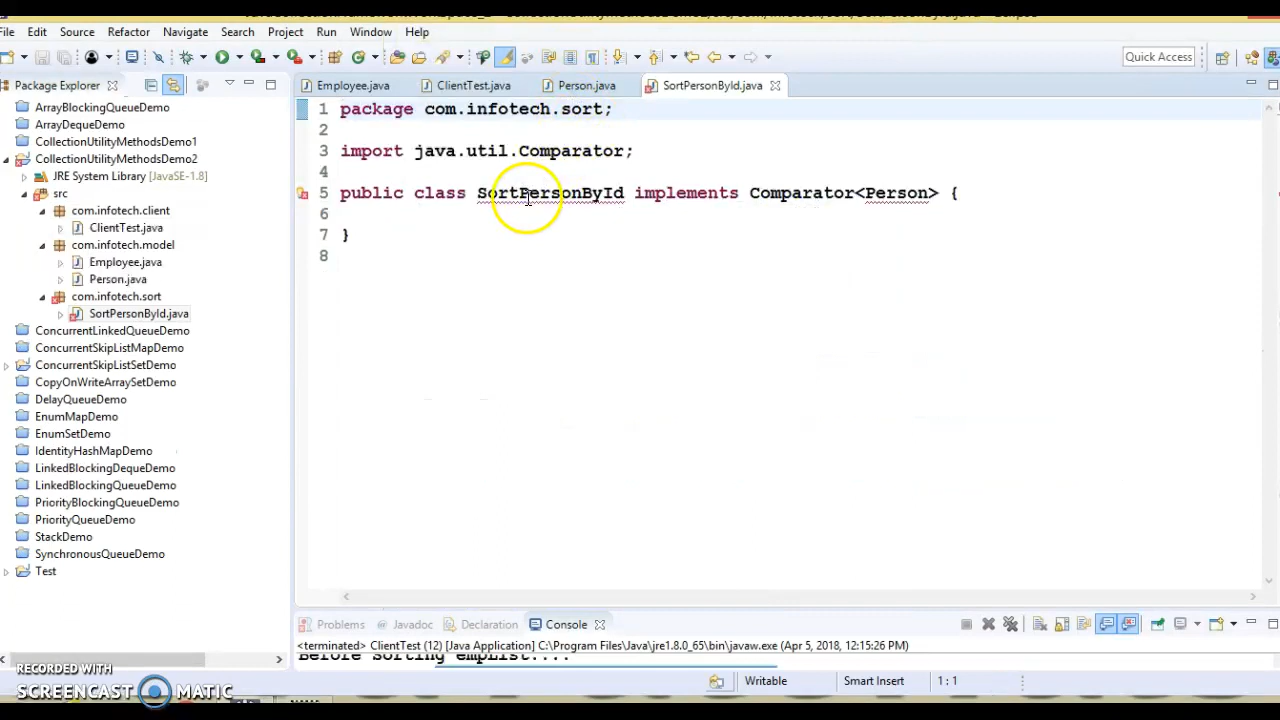 File Edit Source Refactor Navigate Search Project Run Window Help
Quick Access
Package Explorer
Employee.java ClientTest.java Person.java SortPersonById.java
ArrayBlockingQueueDemo
ArrayDequeDemo
CollectionUtilityMethodsDemo1
CollectionUtilityMethodsDemo2
JRE System Library [JavaSE-1.8]
src
com.infotech.client
ClientTest.java
com.infotech.model
Employee.java
Person.java
com.infotech.sort
SortPersonById.java
ConcurrentLinkedQueueDemo
ConcurrentSkipListMapDemo
ConcurrentSkipListSetDemo
CopyOnWriteArraySetDemo
DelayQueueDemo
EnumMapDemo
EnumSetDemo
IdentityHashMapDemo
LinkedBlockingDequeDemo
LinkedBlockingQueueDemo
PriorityBlockingQueueDemo
PriorityQueueDemo
StackDemo
SynchronousQueueDemo
Test
1 package com.infotech.sort;
2
3 import java.util.Comparator;
4
5 public class SortPersonById implements Comparator<Person> {
6
7 }
8
Problems Javadoc Declaration Console
<terminated> ClientTest (12) [Java Application] C:\Program Files\Java\jre1.8.0_65\bin\javaw.exe (Apr 5, 2018, 12:15:26 PM)
Before Sorting empList....
Writable Smart Insert 1 : 1
RECORDED WITH
SCREENCAST MATIC